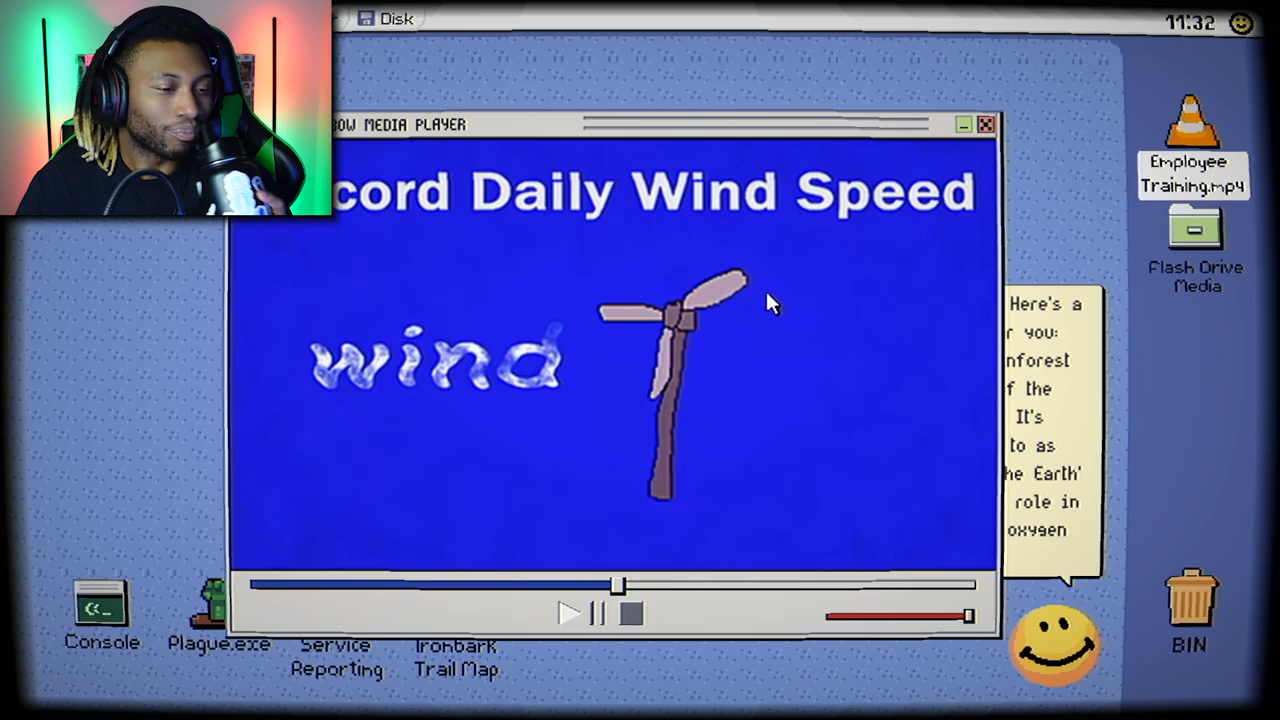 Disk
11:32
BOW MEDIA PLAYER
cord Daily Wind Speed
wind
Employee
Training.mp4
Flash Drive
Media
Here's a
r you:
nforest
f the
It's
to as
he Earth'
role in
oxygen
Console
Plague.exe
Service
Reporting
Ironbark
Trail Map
BIN